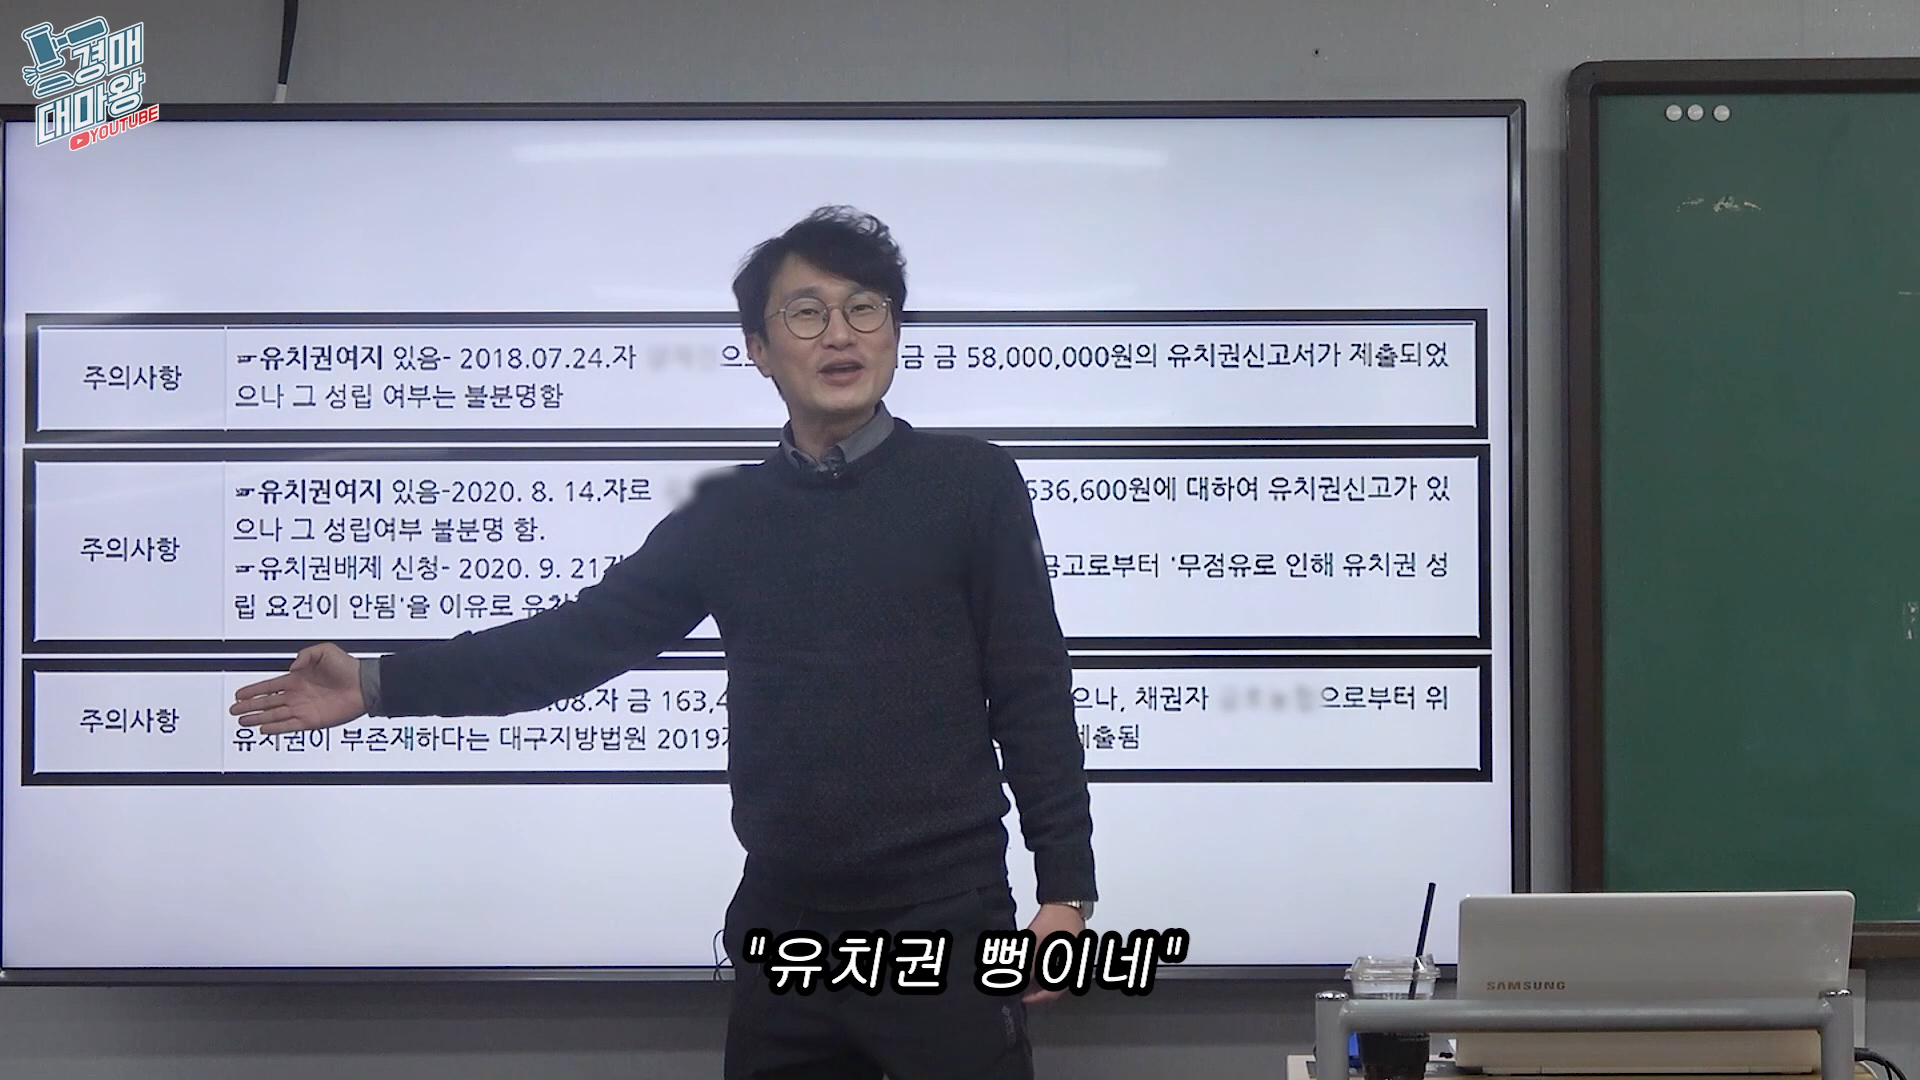 경매
대마왕
YOUTUBE
주의사항
☞유치권여지 있음- 2018.07.24.자 금 58,000,000원의 유치권신고서가 제출되었
으나 그 성립 여부는 불분명함
주의사항
☞유치권여지 있음-2020. 8. 14.자로 536,600원에 대하여 유치권신고가 있
으나 그 성립여부 불분명 함.
☞유치권배제 신청- 2020. 9. 21 금고로부터 '무점유로 인해 유치권 성
립 요건이 안됨'을 이유로
주의사항
.08.자 금 163,4 으나, 채권자 으로부터 위
유치권이 부존재하다는 대구지방법원 2019 제출됨
"유치권 뻥이네"
SAMSUNG